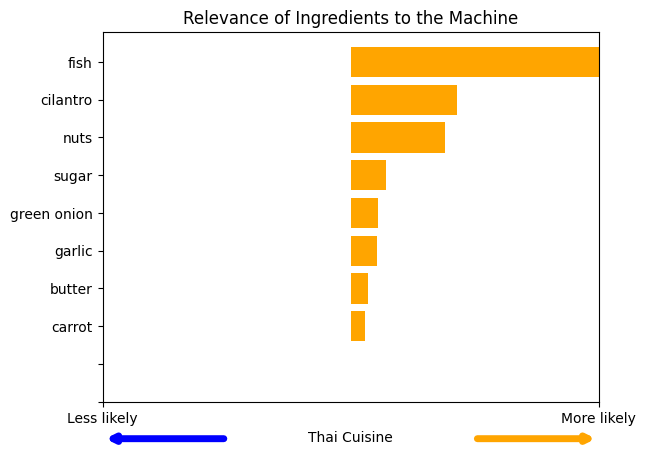 Relevance of Ingredients to the Machine
fish
cilantro
nuts
sugar
green onion
garlic
butter
carrot
Less likely
More likely
Thai Cuisine